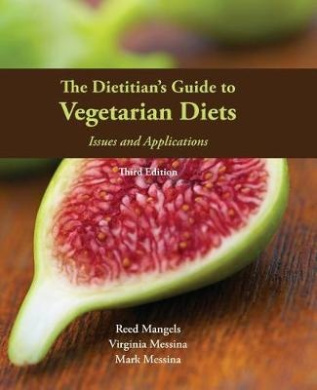 The Dietitian's Guide to
Vegetarian Diets
Issues and Applications
Third Edition
Reed Mangels
Virginia Messina
Mark Messina